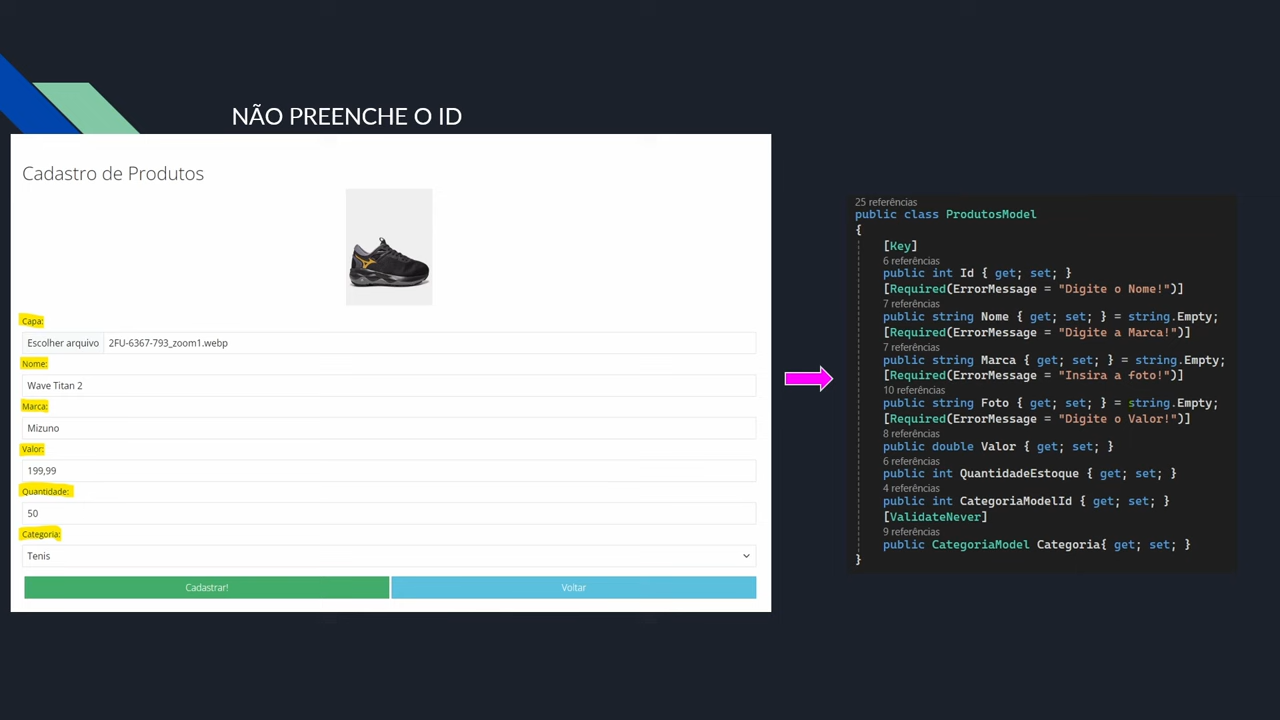 NÃO PREENCHE O ID
Cadastro de Produtos
Capa:
Escolher arquivo 2FU-6367-793_zoom1.webp
Nome:
Wave Titan 2
Marca:
Mizuno
Valor:
199,99
Quantidade:
50
Categoria:
Tenis
Cadastrar! Voltar
25 referências
public class ProdutosModel
{
[Key]
6 referências
public int Id { get; set; }
[Required(ErrorMessage = "Digite o Nome!")]
7 referências
public string Nome { get; set; } = string.Empty;
[Required(ErrorMessage = "Digite a Marca!")]
7 referências
public string Marca { get; set; } = string.Empty;
[Required(ErrorMessage = "Insira a foto!")]
10 referências
public string Foto { get; set; } = string.Empty;
[Required(ErrorMessage = "Digite o Valor!")]
8 referências
public double Valor { get; set; }
6 referências
public int QuantidadeEstoque { get; set; }
4 referências
public int CategoriaModelId { get; set; }
[ValidateNever]
9 referências
public CategoriaModel Categoria{ get; set; }
}